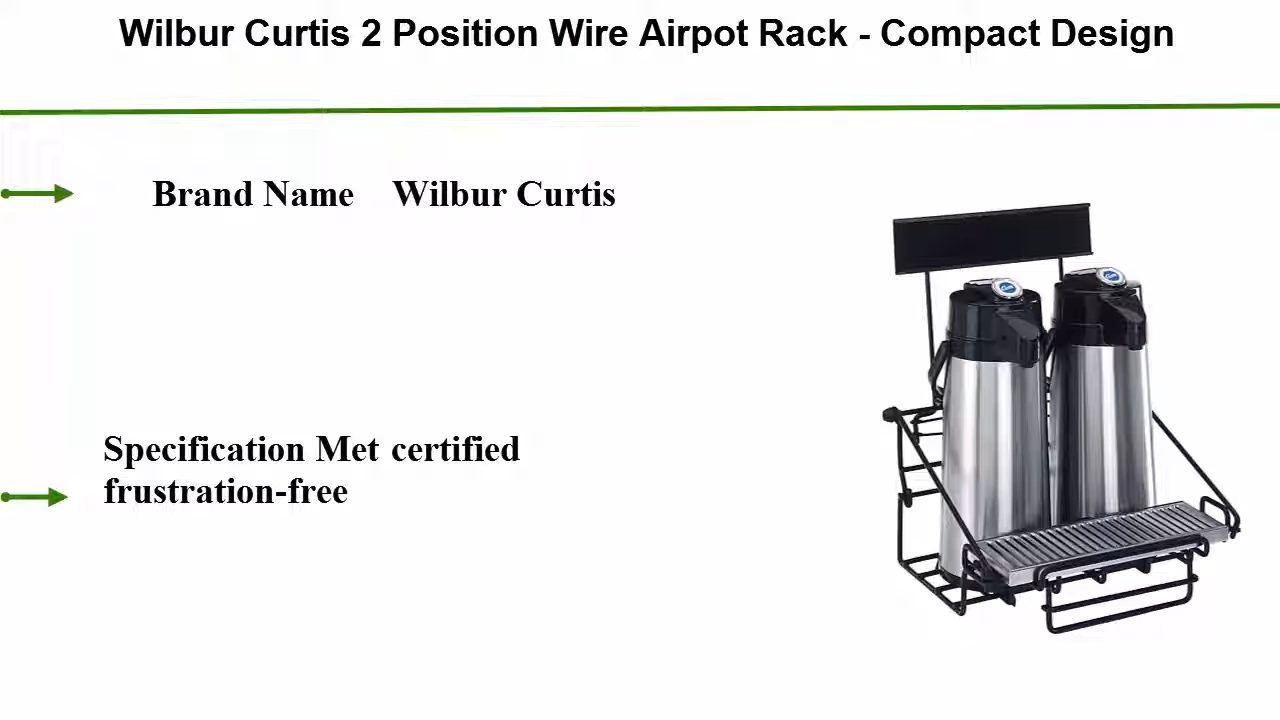 Wilbur Curtis 2 Position Wire Airpot Rack - Compact Design
Brand Name Wilbur Curtis
Specification Met certified
frustration-free